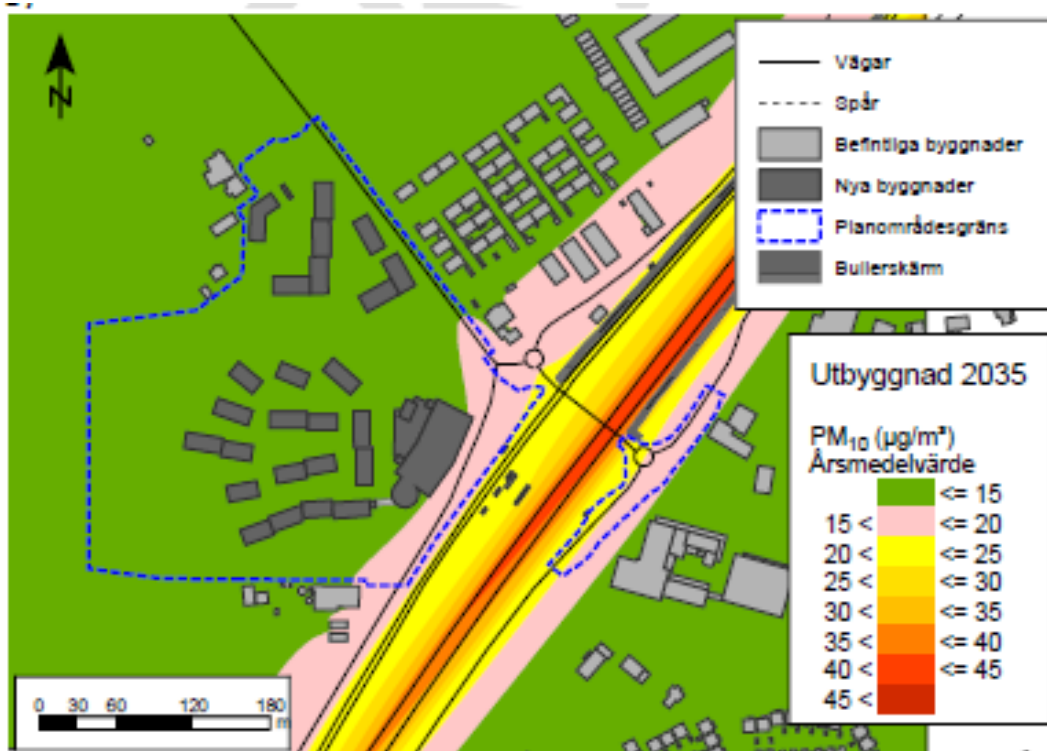 N
Vägar
Spår
Befintliga byggnader
Nya byggnader
Planområdesgräns
Bullerskärm
Utbyggnad 2035
PM₁₀ (µg/m³)
Årsmedelvärde
<= 15
15 < <= 20
20 < <= 25
25 < <= 30
30 < <= 35
35 < <= 40
40 < <= 45
45 <
0 30 60 120 180
m